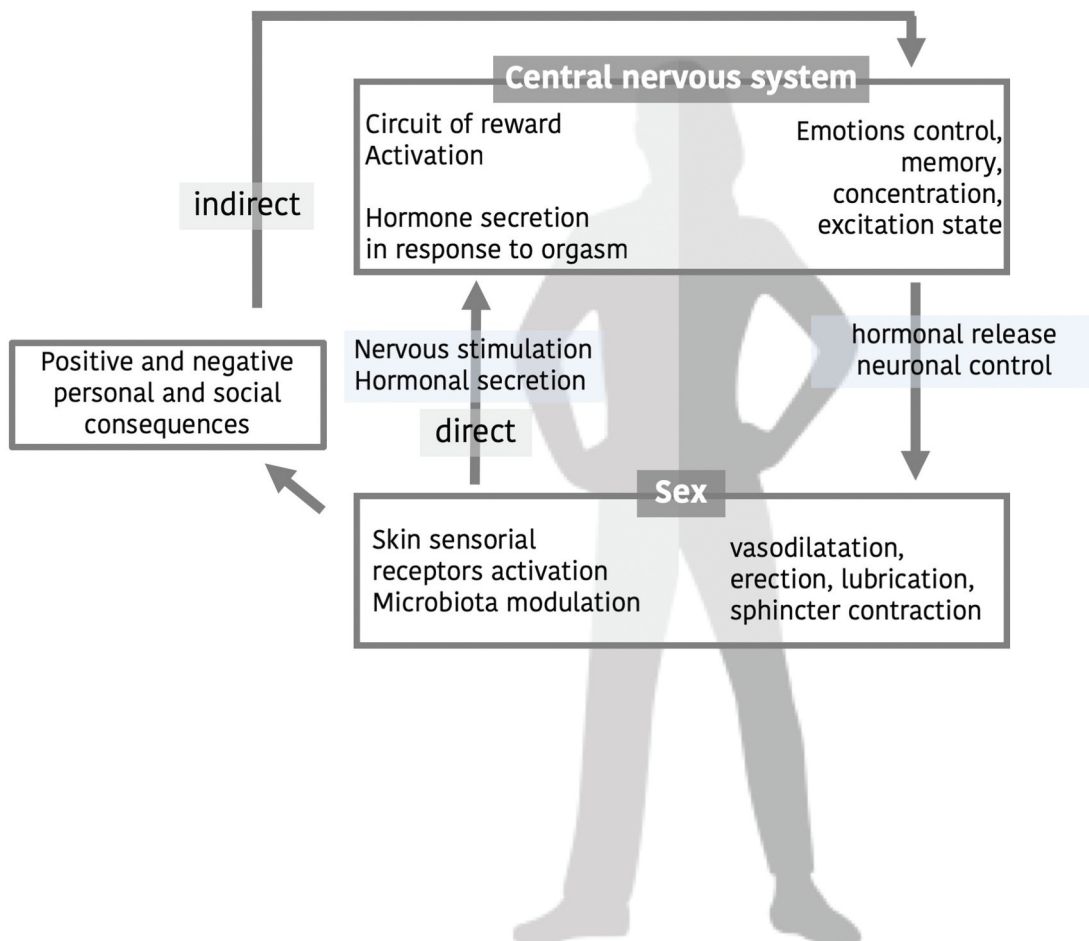 Central nervous system
Circuit of reward
Activation
Hormone secretion
in response to orgasm
Emotions control,
memory,
concentration,
excitation state
indirect
Positive and negative
personal and social
consequences
Nervous stimulation
Hormonal secretion
direct
hormonal release
neuronal control
Sex
Skin sensorial
receptors activation
Microbiota modulation
vasodilatation,
erection, lubrication,
sphincter contraction